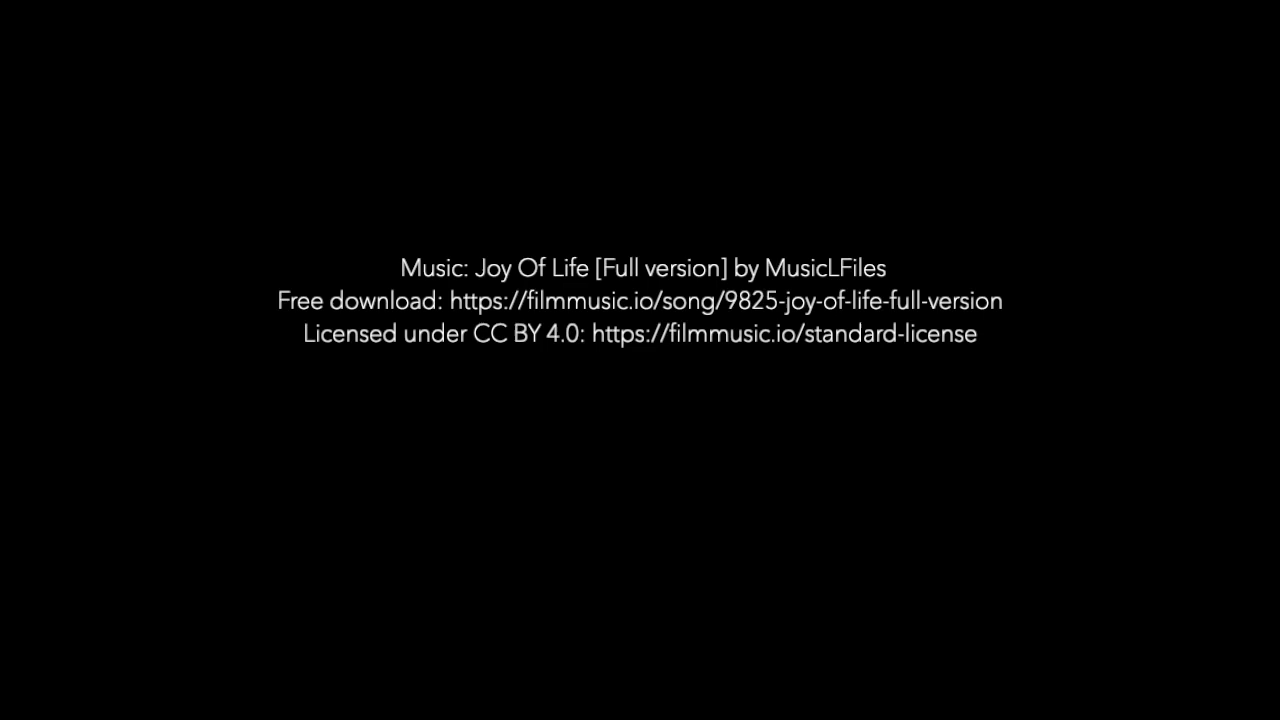 Music: Joy Of Life [Full version] by MusicLFiles
Free download: https://filmmusic.io/song/9825-joy-of-life-full-version
Licensed under CC BY 4.0: https://filmmusic.io/standard-license